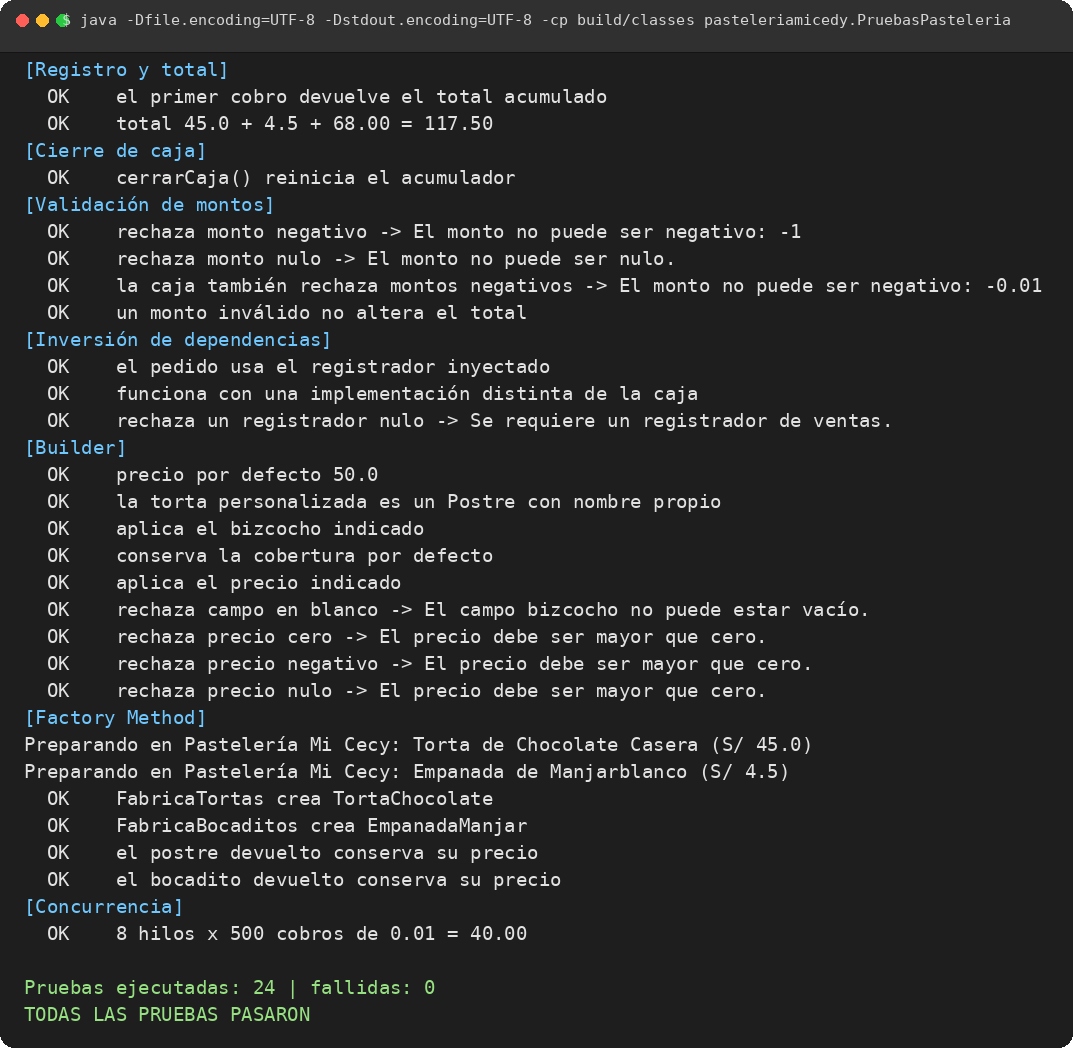 $ java -Dfile.encoding=UTF-8 -Dstdout.encoding=UTF-8 -cp build/classes pasteleriamicedy.PruebasPasteleria
[Registro y total]
  OK    el primer cobro devuelve el total acumulado
  OK    total 45.0 + 4.5 + 68.00 = 117.50
[Cierre de caja]
  OK    cerrarCaja() reinicia el acumulador
[Validación de montos]
  OK    rechaza monto negativo -> El monto no puede ser negativo: -1
  OK    rechaza monto nulo -> El monto no puede ser nulo.
  OK    la caja también rechaza montos negativos -> El monto no puede ser negativo: -0.01
  OK    un monto inválido no altera el total
[Inversión de dependencias]
  OK    el pedido usa el registrador inyectado
  OK    funciona con una implementación distinta de la caja
  OK    rechaza un registrador nulo -> Se requiere un registrador de ventas.
[Builder]
  OK    precio por defecto 50.0
  OK    la torta personalizada es un Postre con nombre propio
  OK    aplica el bizcocho indicado
  OK    conserva la cobertura por defecto
  OK    aplica el precio indicado
  OK    rechaza campo en blanco -> El campo bizcocho no puede estar vacío.
  OK    rechaza precio cero -> El precio debe ser mayor que cero.
  OK    rechaza precio negativo -> El precio debe ser mayor que cero.
  OK    rechaza precio nulo -> El precio debe ser mayor que cero.
[Factory Method]
Preparando en Pastelería Mi Cecy: Torta de Chocolate Casera (S/ 45.0)
Preparando en Pastelería Mi Cecy: Empanada de Manjarblanco (S/ 4.5)
  OK    FabricaTortas crea TortaChocolate
  OK    FabricaBocaditos crea EmpanadaManjar
  OK    el postre devuelto conserva su precio
  OK    el bocadito devuelto conserva su precio
[Concurrencia]
  OK    8 hilos x 500 cobros de 0.01 = 40.00

Pruebas ejecutadas: 24 | fallidas: 0
TODAS LAS PRUEBAS PASARON